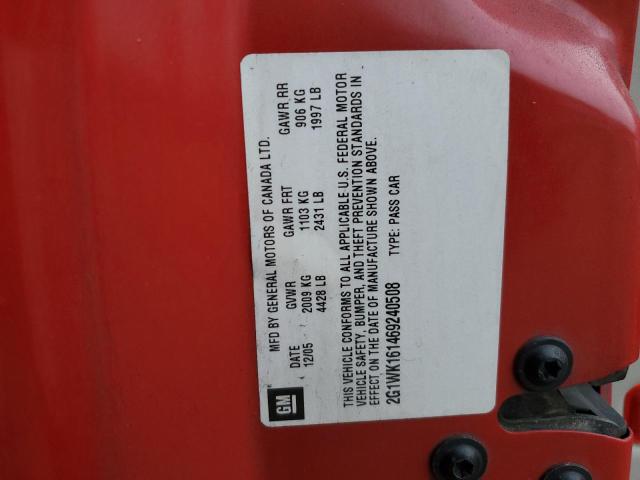 GM
MFD BY GENERAL MOTORS OF CANADA LTD.
DATE GVWR GAWR FRT GAWR RR
12/05 2009 KG 1103 KG 906 KG
4428 LB 2431 LB 1997 LB
THIS VEHICLE CONFORMS TO ALL APPLICABLE U.S. FEDERAL MOTOR
VEHICLE SAFETY, BUMPER, AND THEFT PREVENTION STANDARDS IN
EFFECT ON THE DATE OF MANUFACTURE SHOWN ABOVE.
2G1WK161469240508 TYPE: PASS CAR